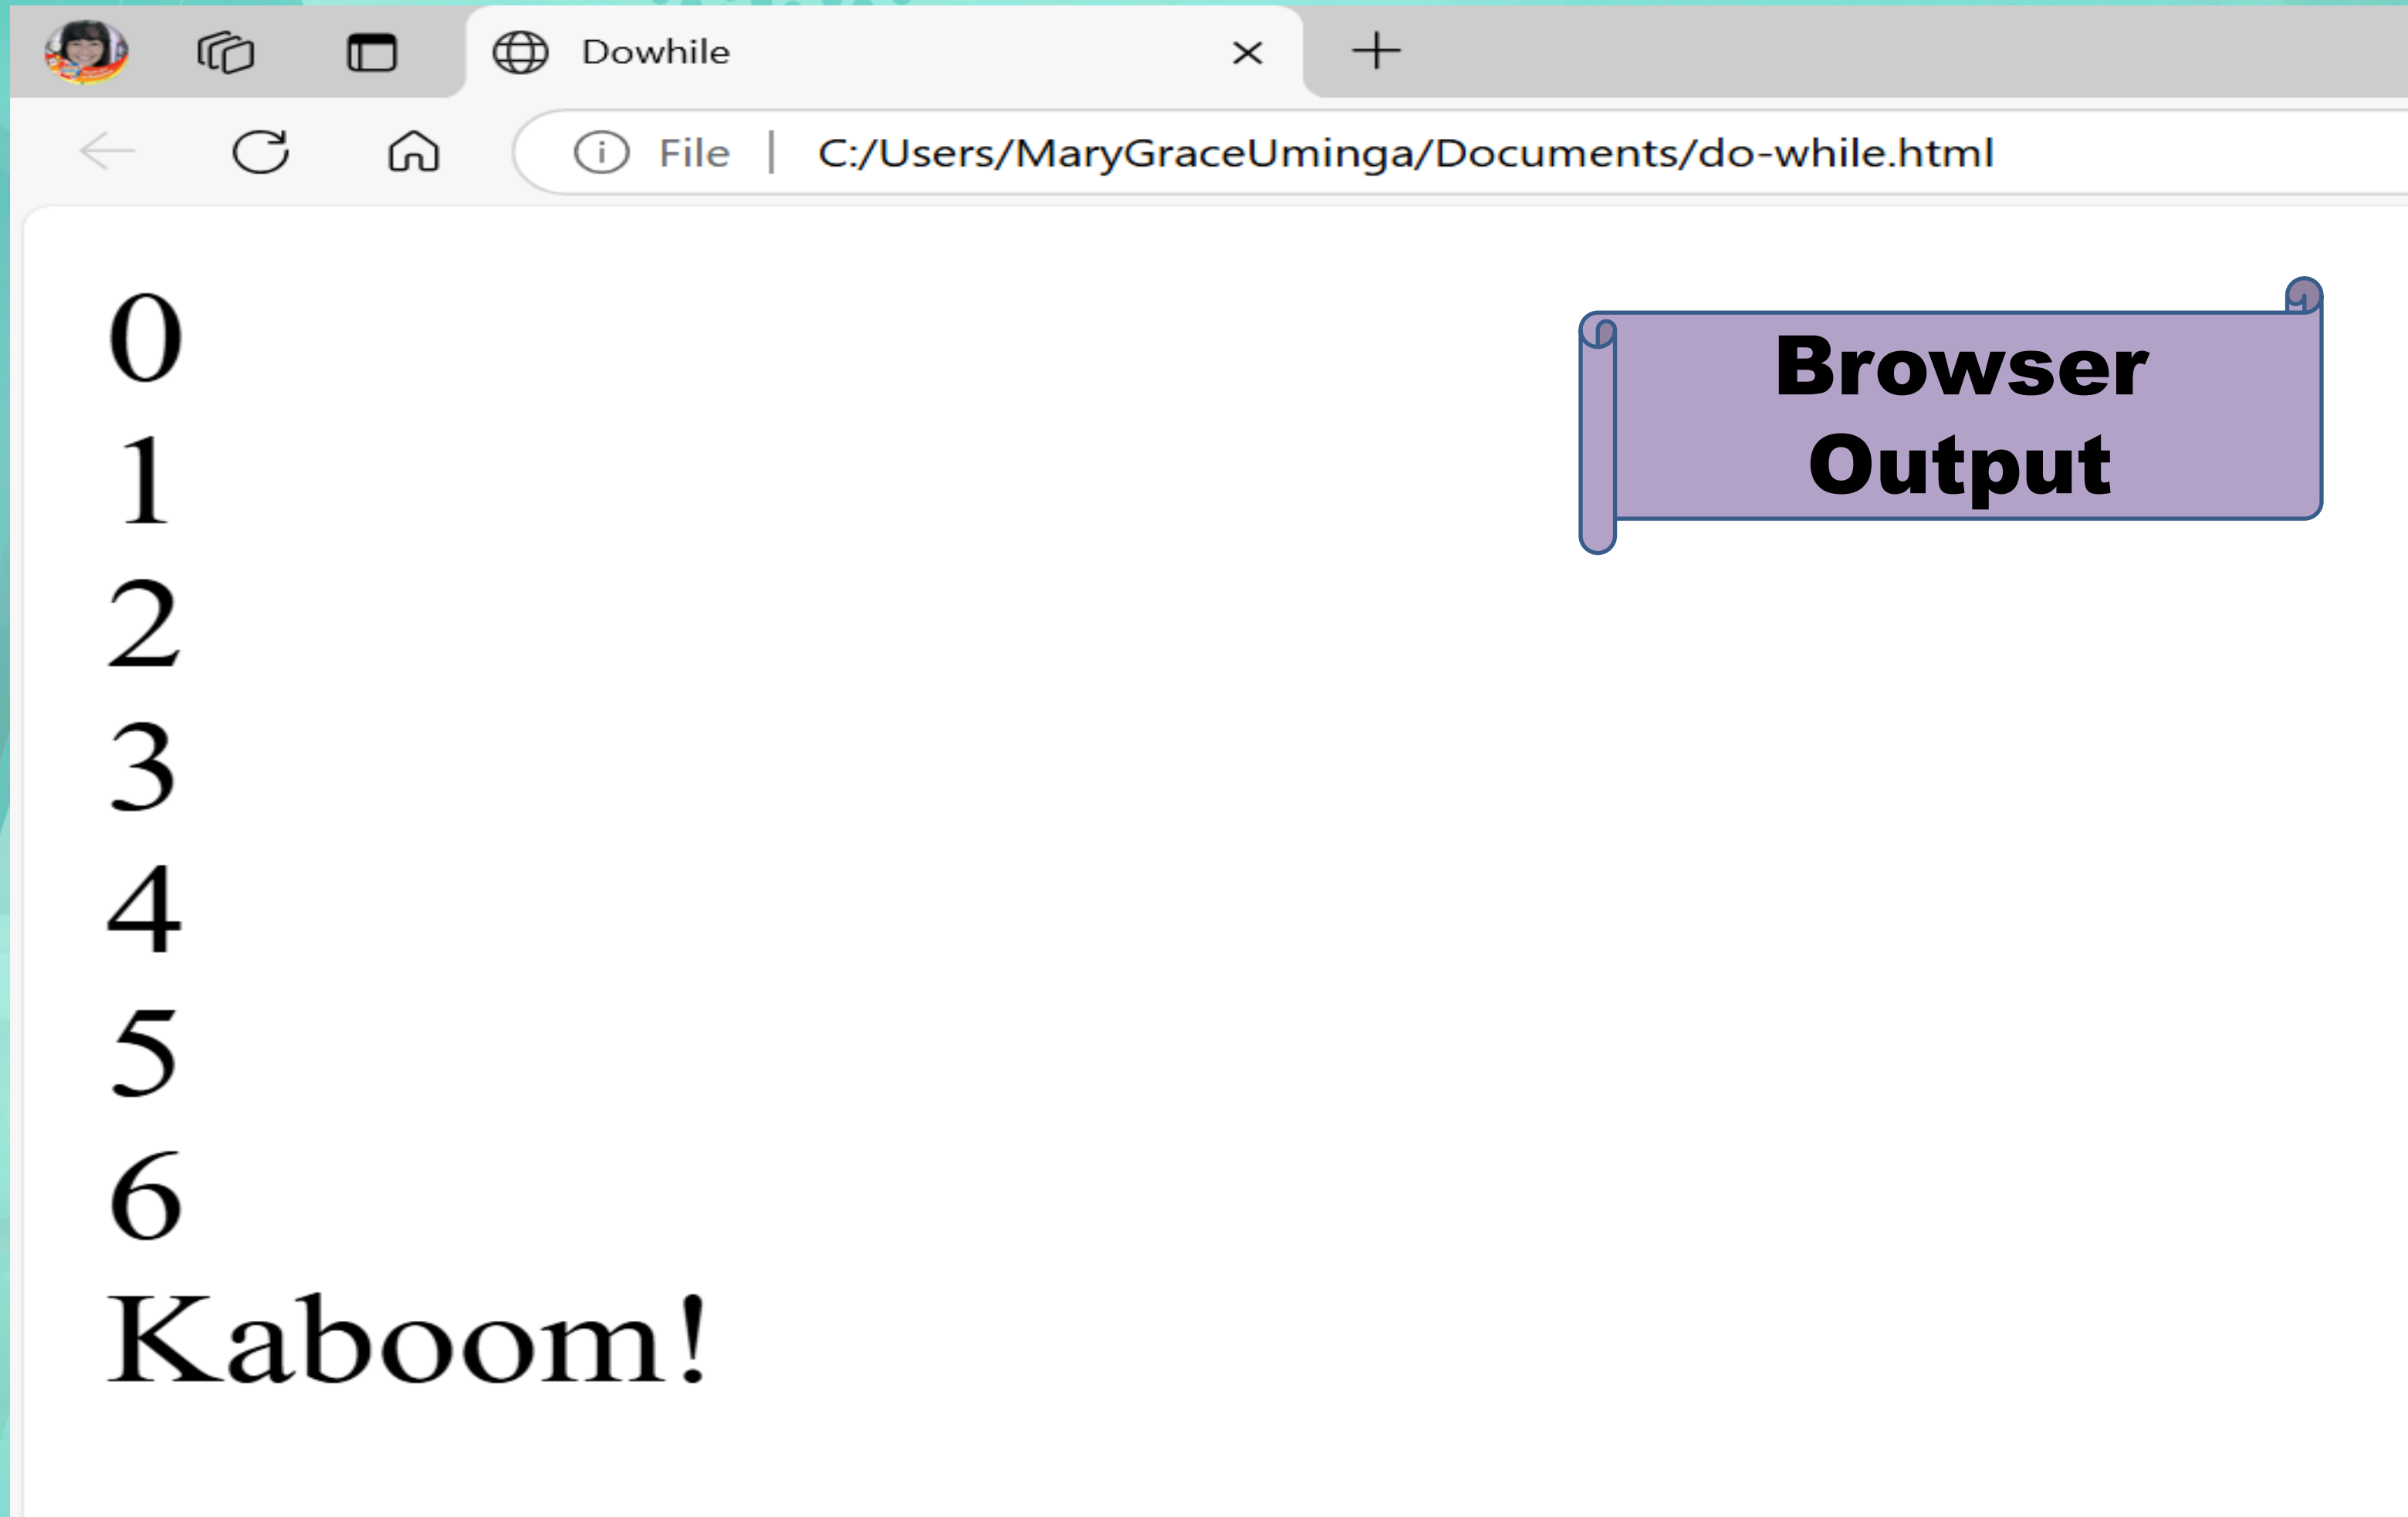 Dowhile
File | C:/Users/MaryGraceUminga/Documents/do-while.html
0
1
2
3
4
5
6
Kaboom!
Browser
Output